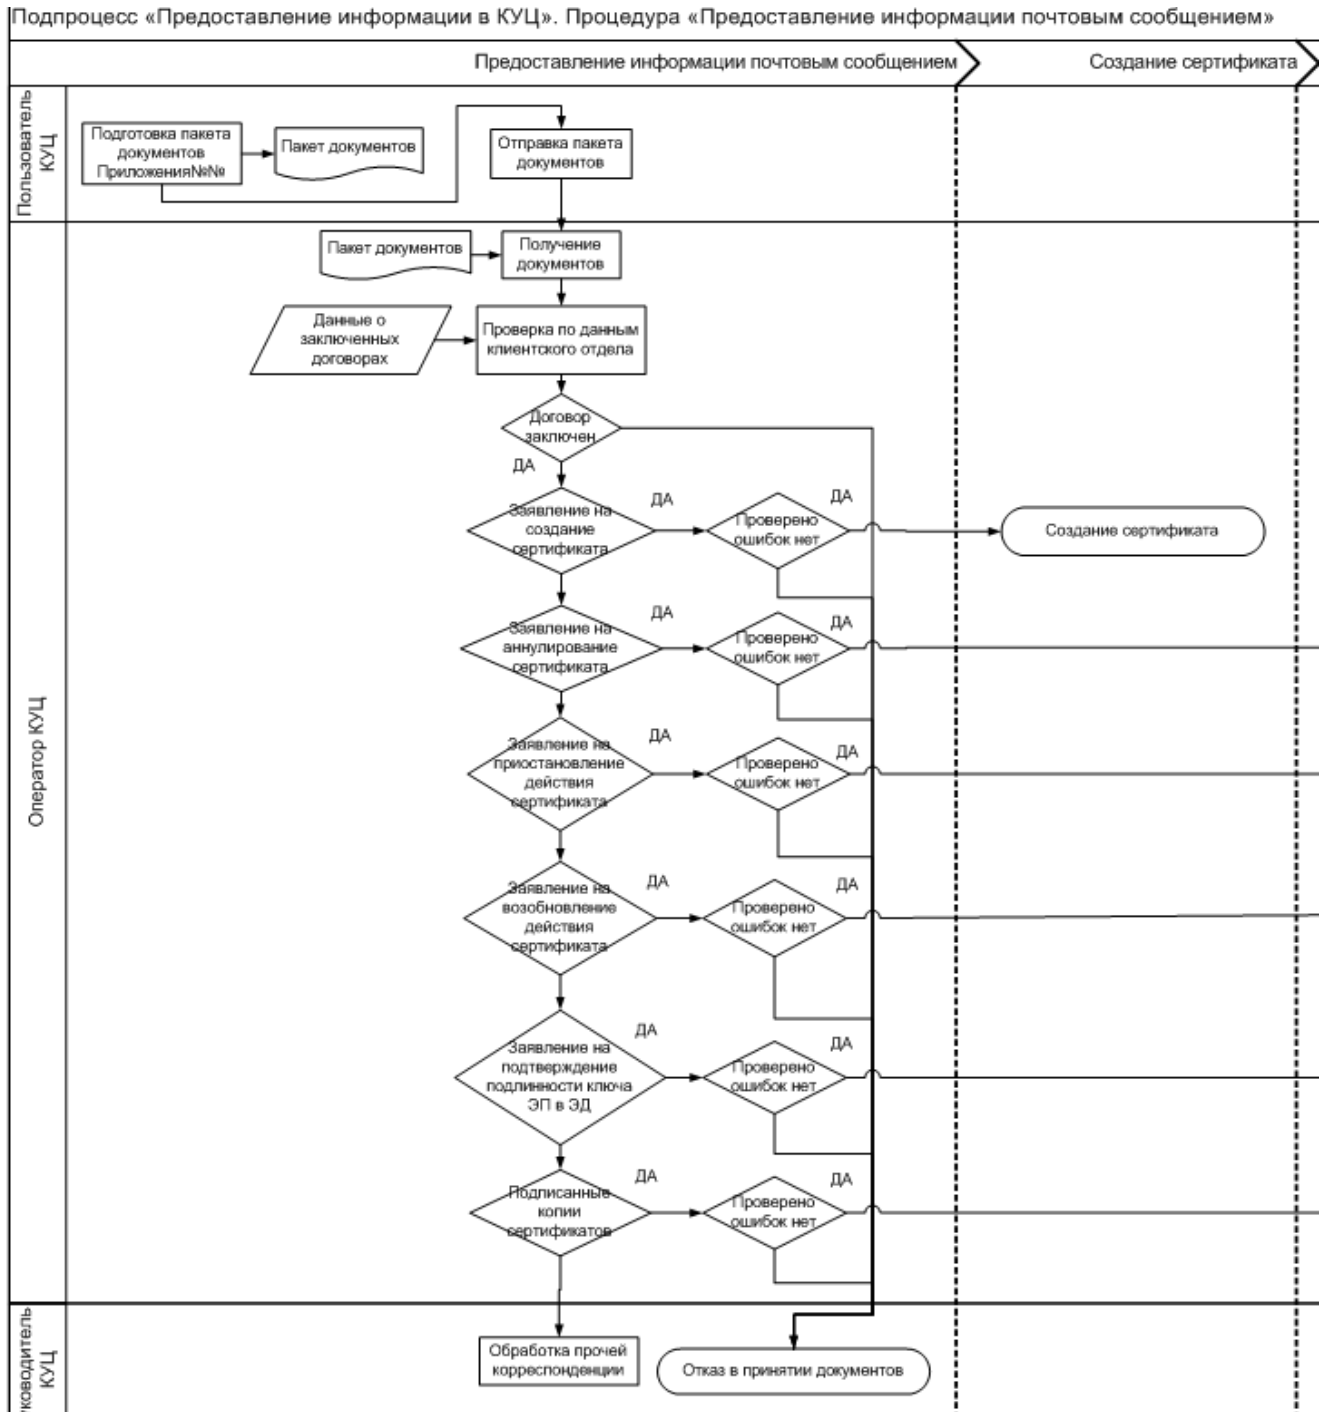 Подпроцесс «Предоставление информации в КУЦ». Процедура «Предоставление информации почтовым сообщением»
Предоставление информации почтовым сообщением
Создание сертификата
Пользователь
КУЦ
Подготовка пакета
документов
Приложения№№
Пакет документов
Отправка пакета
документов
Оператор КУЦ
Пакет документов
Получение
документов
Данные о
заключенных
договорах
Проверка по данным
клиентского отдела
Договор
заключен
ДА
Заявление на
создание
сертификата
ДА
Проверено
ошибок нет
ДА
Создание сертификата
Заявление на
аннулирование
сертификата
ДА
Проверено
ошибок нет
ДА
Заявление на
приостановление
действия
сертификата
ДА
Проверено
ошибок нет
ДА
Заявление на
возобновление
действия
сертификата
ДА
Проверено
ошибок нет
ДА
Заявление на
подтверждение
подлинности ключа
ЭП в ЭД
ДА
Проверено
ошибок нет
ДА
Подписанные
копии
сертификатов
ДА
Проверено
ошибок нет
ДА
уководитель
КУЦ
Обработка прочей
корреспонденции
Отказ в принятии документов